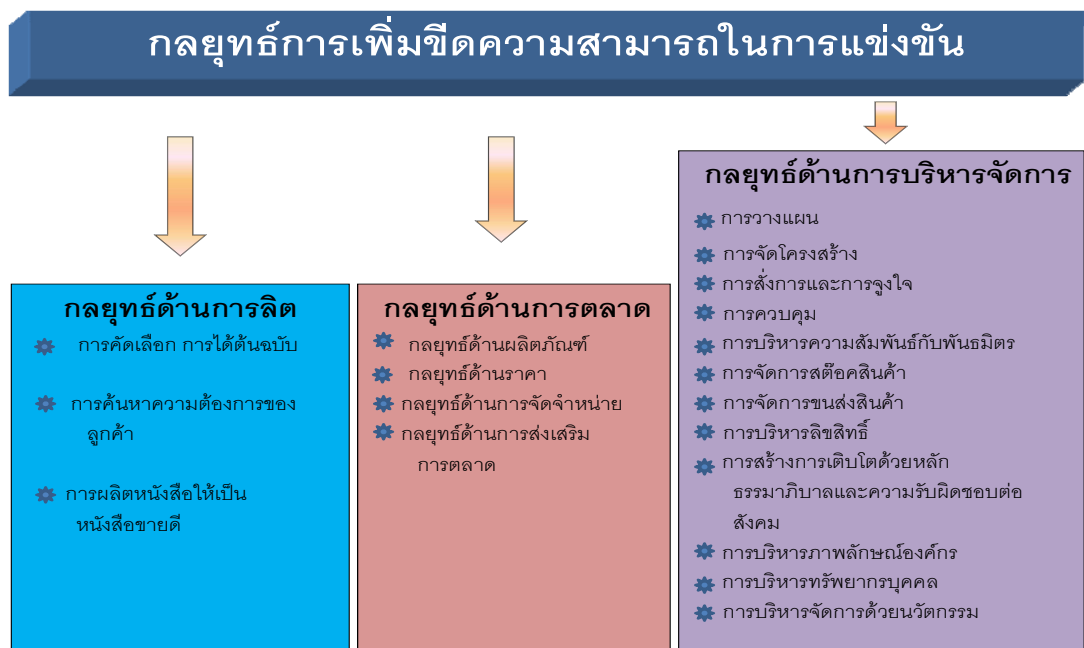 กลยุทธ์การเพิ่มขีดความสามารถในการแข่งขัน
กลยุทธ์ด้านการลิต
การคัดเลือก การได้ต้นฉบับ
การค้นหาความต้องการของ
ลูกค้า
การผลิตหนังสือให้เป็น
หนังสือขายดี
กลยุทธ์ด้านการตลาด
กลยุทธ์ด้านผลิตภัณฑ์
กลยุทธ์ด้านราคา
กลยุทธ์ด้านการจัดจำหน่าย
กลยุทธ์ด้านการส่งเสริม
การตลาด
กลยุทธ์ด้านการบริหารจัดการ
การวางแผน
การจัดโครงสร้าง
การสั่งการและการจูงใจ
การควบคุม
การบริหารความสัมพันธ์กับพันธมิตร
การจัดการสต๊อคสินค้า
การจัดการขนส่งสินค้า
การบริหารลิขสิทธิ์
การสร้างการเติบโตด้วยหลัก
ธรรมาภิบาลและความรับผิดชอบต่อ
สังคม
การบริหารภาพลักษณ์องค์กร
การบริหารทรัพยากรบุคคล
การบริหารจัดการด้วยนวัตกรรม